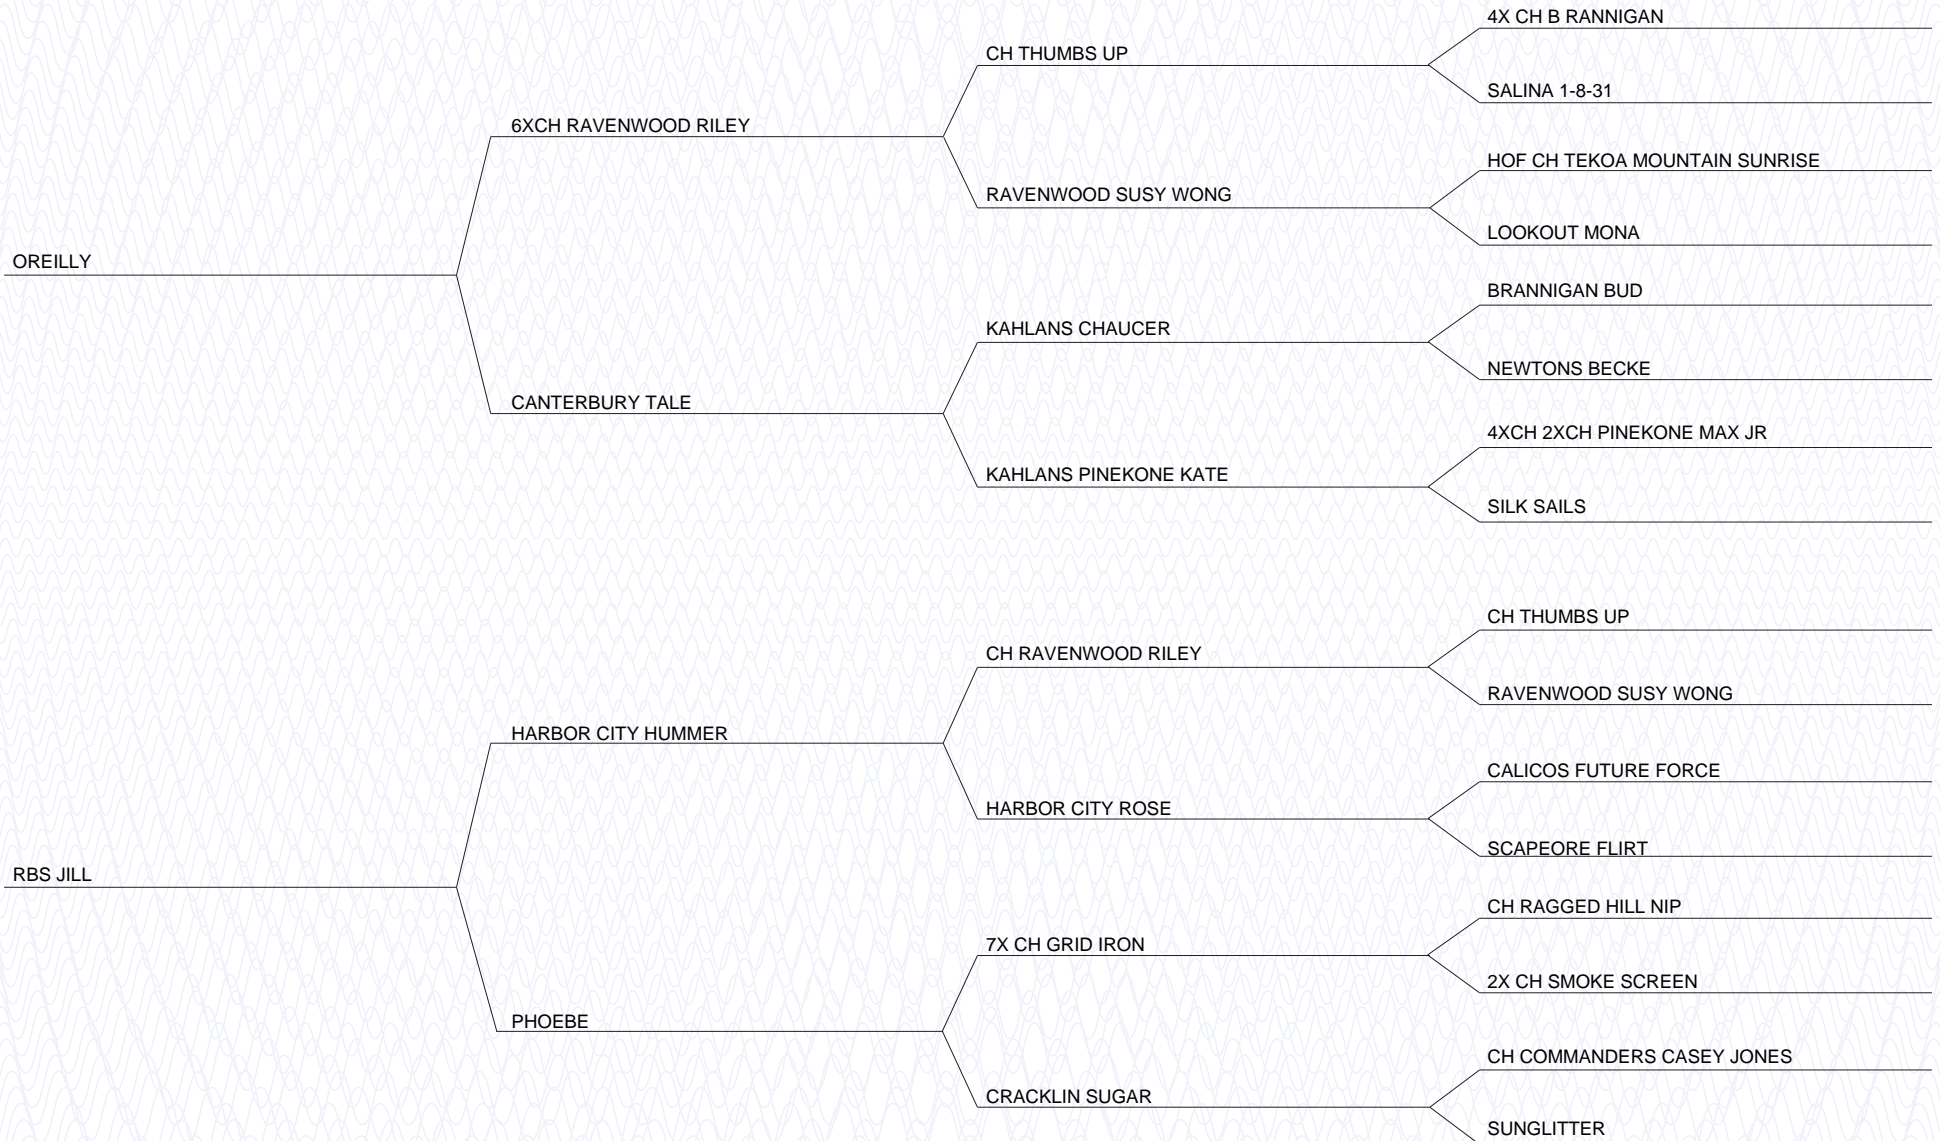 4X CH B RANNIGAN
CH THUMBS UP
SALINA 1-8-31
6XCH RAVENWOOD RILEY
HOF CH TEKOA MOUNTAIN SUNRISE
RAVENWOOD SUSY WONG
LOOKOUT MONA
OREILLY
BRANNIGAN BUD
KAHLANS CHAUCER
NEWTONS BECKE
CANTERBURY TALE
4XCH 2XCH PINEKONE MAX JR
KAHLANS PINEKONE KATE
SILK SAILS
CH THUMBS UP
CH RAVENWOOD RILEY
RAVENWOOD SUSY WONG
HARBOR CITY HUMMER
CALICOS FUTURE FORCE
HARBOR CITY ROSE
SCAPEORE FLIRT
RBS JILL
CH RAGGED HILL NIP
7X CH GRID IRON
2X CH SMOKE SCREEN
PHOEBE
CH COMMANDERS CASEY JONES
CRACKLIN SUGAR
SUNGLITTER